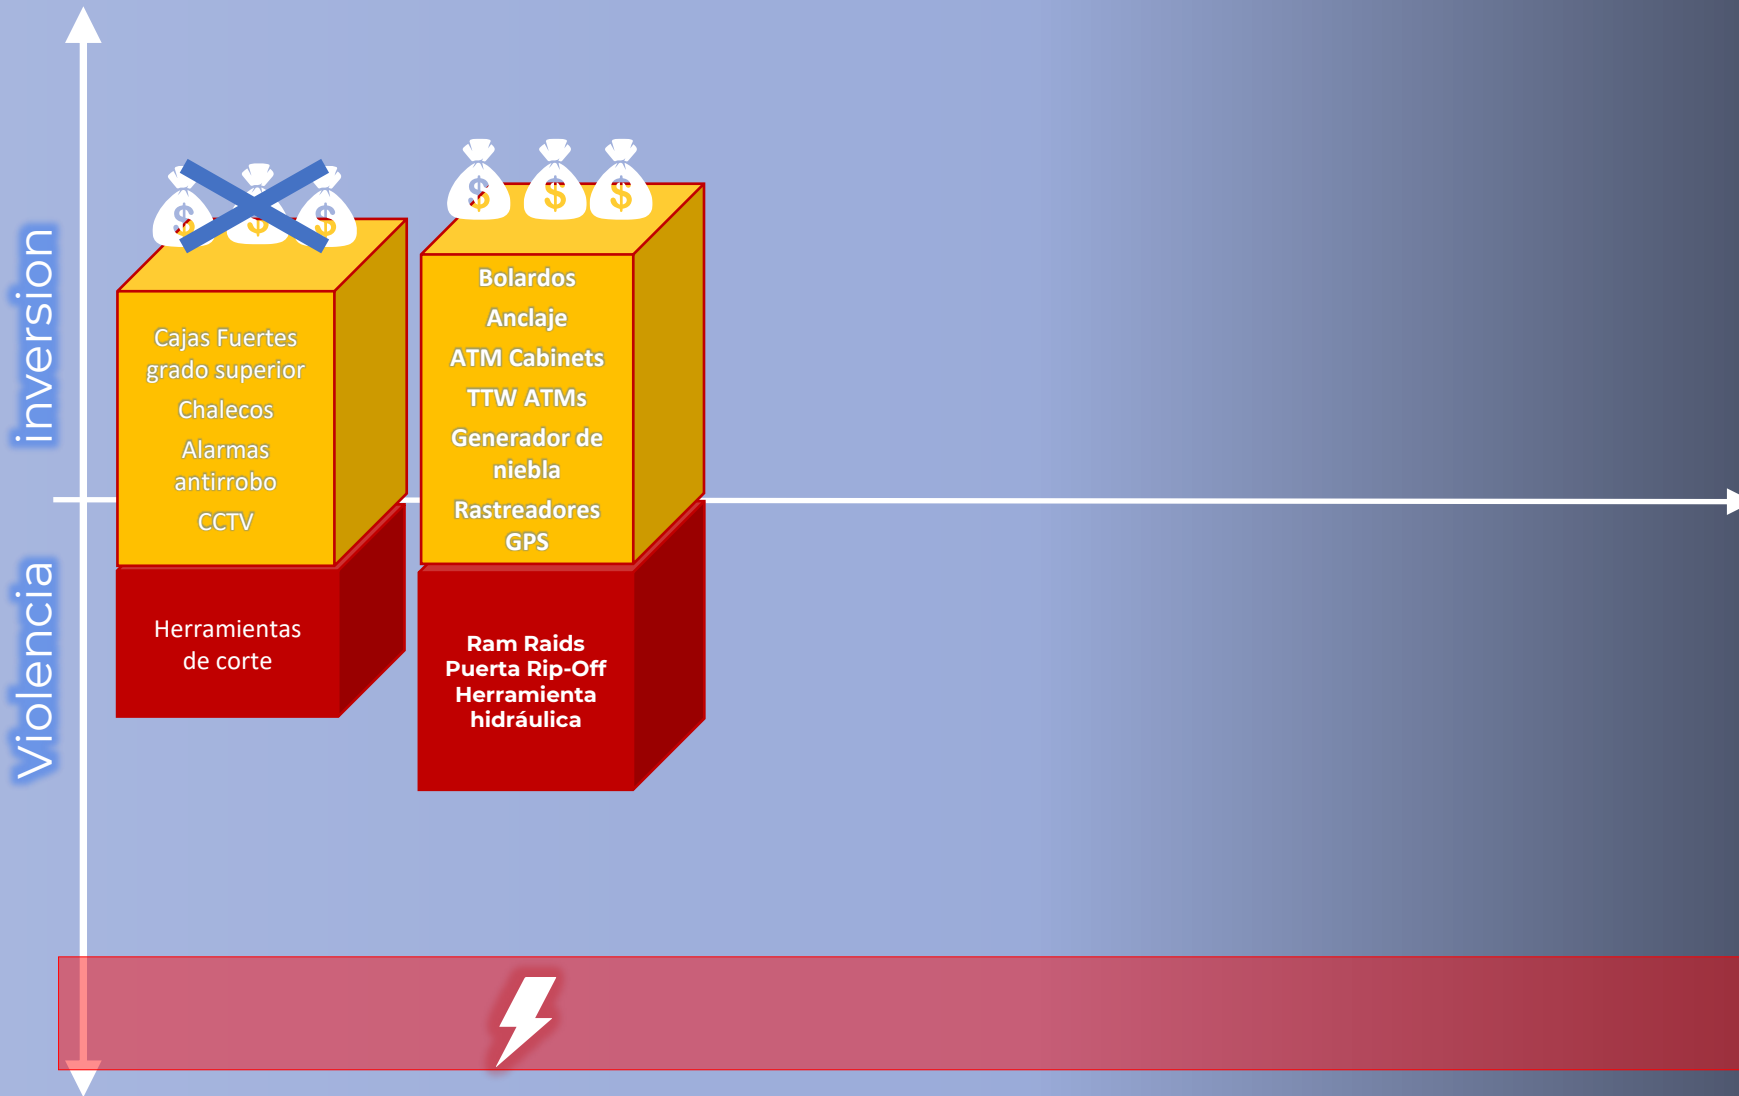 inversion
Violencia
$ $ $
Cajas Fuertes
grado superior
Chalecos
Alarmas
antirrobo
CCTV
Herramientas
de corte
$ $ $
Bolardos
Anclaje
ATM Cabinets
TTW ATMs
Generador de
niebla
Rastreadores
GPS
Ram Raids
Puerta Rip-Off
Herramienta
hidráulica